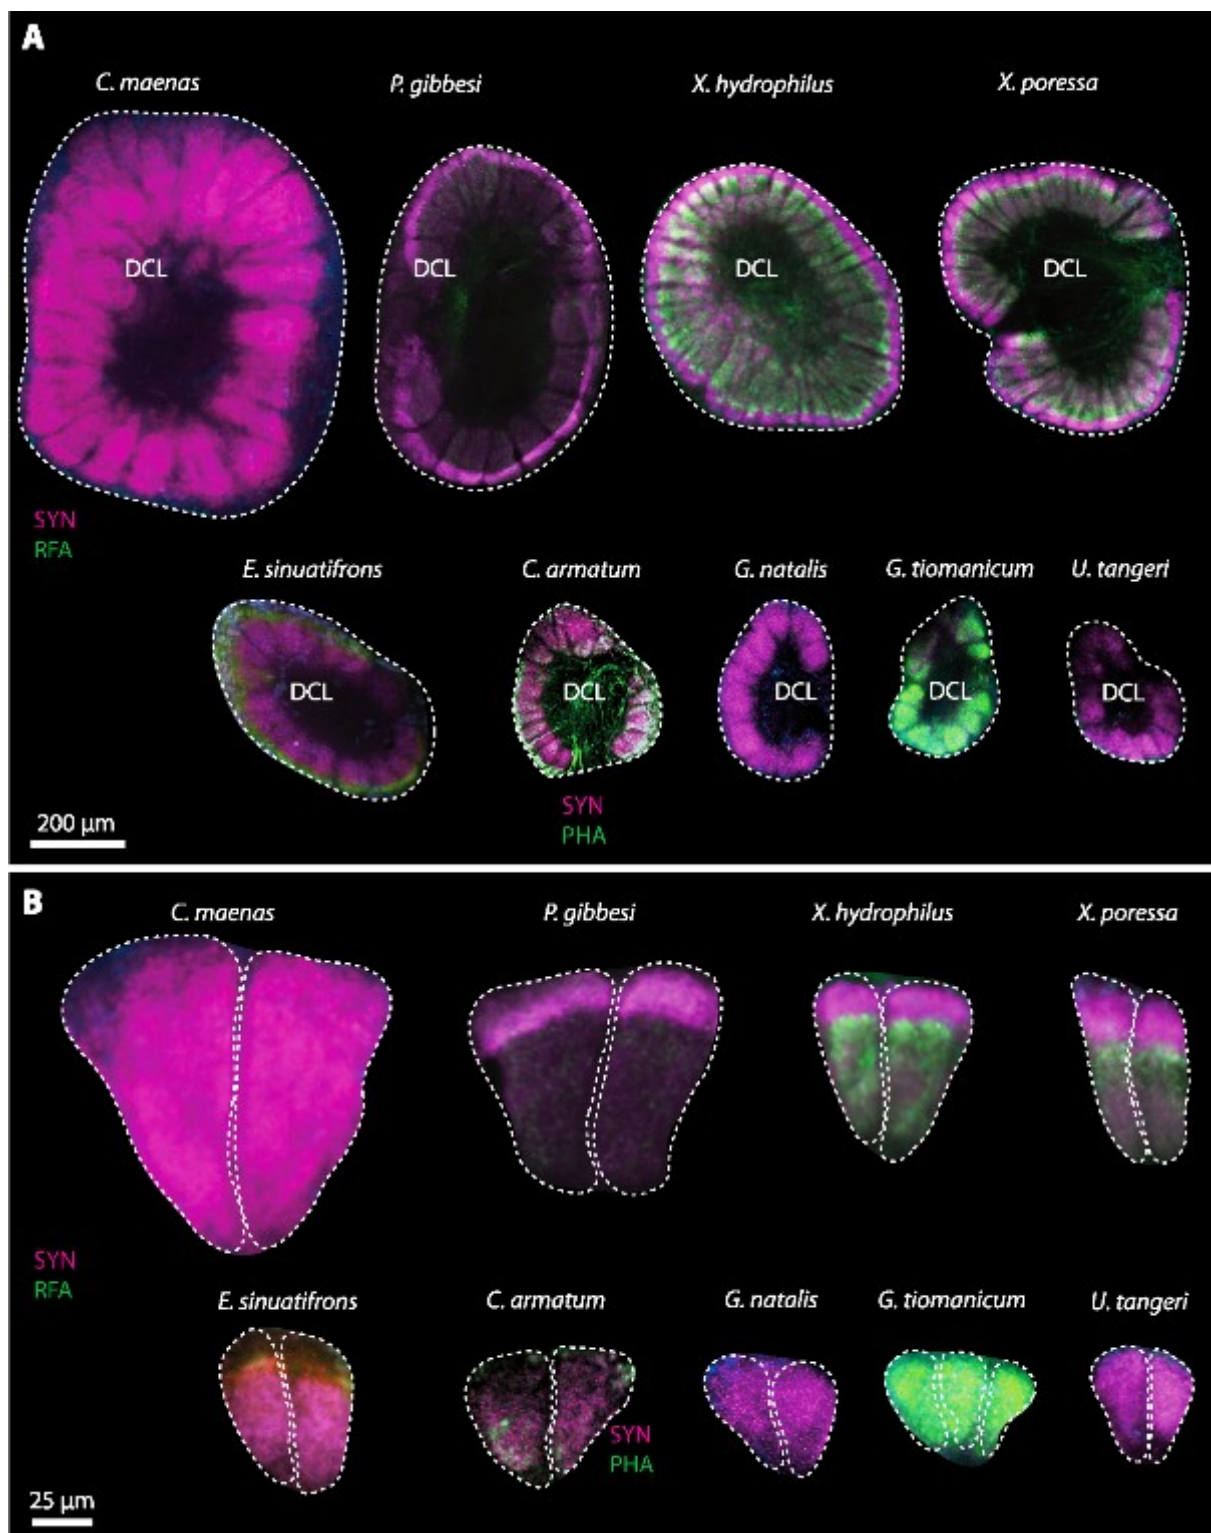 A
C. maenas P. gibbesi X. hydrophilus X. poressa
DCL DCL DCL DCL
SYN
RFA
E. sinuatifrons C. armatum G. natalis G. tiomanicum U. tangeri
DCL DCL DCL DCL DCL
SYN
PHA
200 µm
B
C. maenas P. gibbesi X. hydrophilus X. poressa
SYN
RFA
E. sinuatifrons C. armatum G. natalis G. tiomanicum U. tangeri
SYN
PHA
25 µm